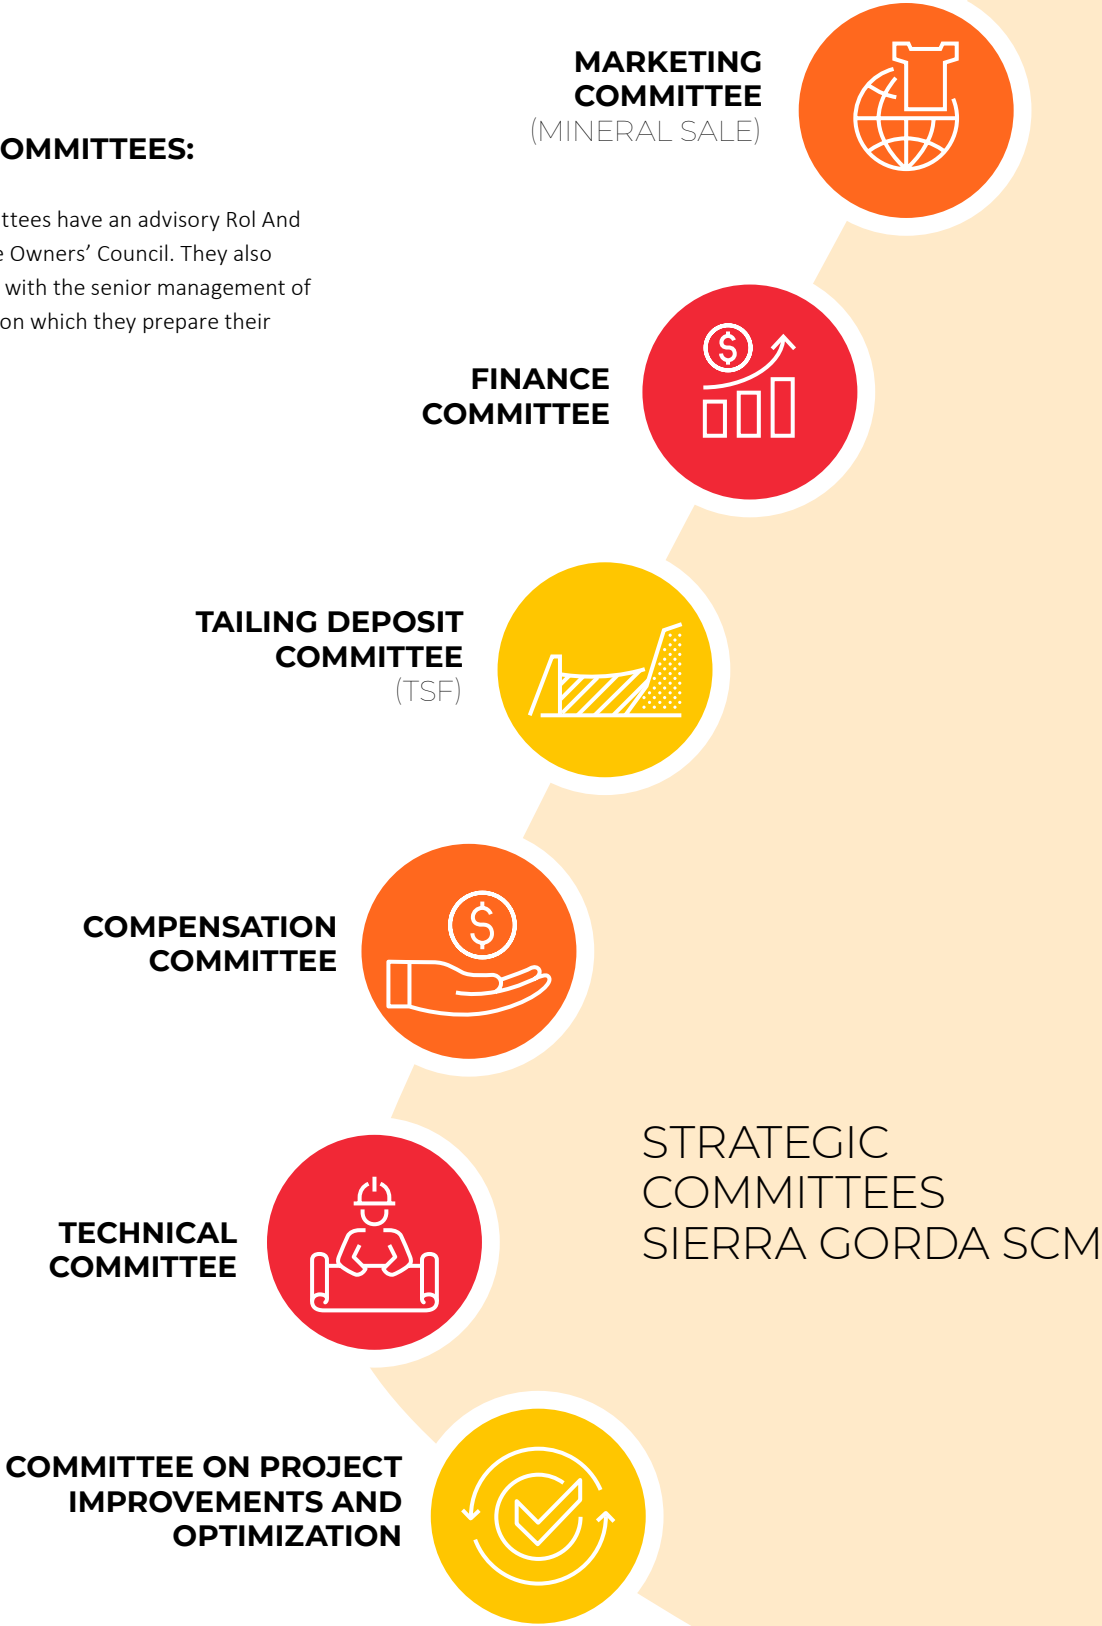 MARKETING
COMMITTEE
(MINERAL SALE)
OMMITTEES:
ttees have an advisory Rol And
e Owners’ Council. They also
with the senior management of
on which they prepare their
FINANCE
COMMITTEE
TAILING DEPOSIT
COMMITTEE
(TSF)
COMPENSATION
COMMITTEE
STRATEGIC
COMMITTEES
SIERRA GORDA SCM
TECHNICAL
COMMITTEE
COMMITTEE ON PROJECT
IMPROVEMENTS AND
OPTIMIZATION